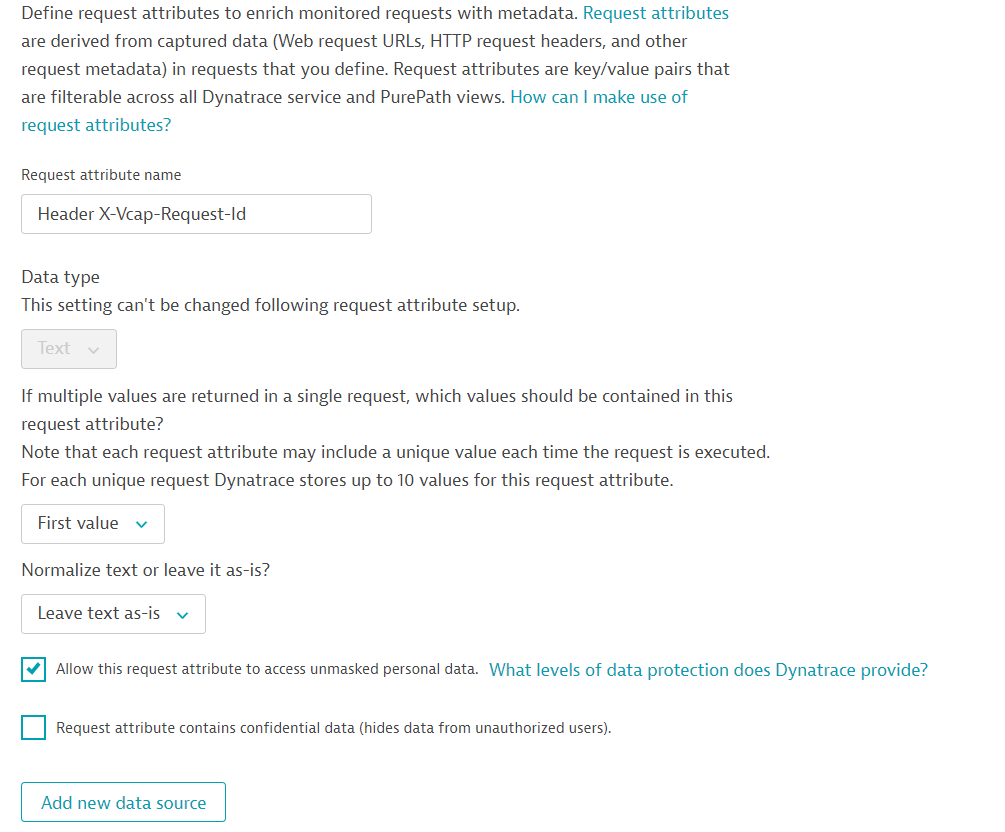 Define request attributes to enrich monitored requests with metadata. Request attributes
are derived from captured data (Web request URLs, HTTP request headers, and other
request metadata) in requests that you define. Request attributes are key/value pairs that
are filterable across all Dynatrace service and PurePath views. How can I make use of
request attributes?
Request attribute name
Header X-Vcap-Request-Id
Data type
This setting can't be changed following request attribute setup.
Text
If multiple values are returned in a single request, which values should be contained in this
request attribute?
Note that each request attribute may include a unique value each time the request is executed.
For each unique request Dynatrace stores up to 10 values for this request attribute.
First value
Normalize text or leave it as-is?
Leave text as-is
Allow this request attribute to access unmasked personal data. What levels of data protection does Dynatrace provide?
Request attribute contains confidential data (hides data from unauthorized users).
Add new data source